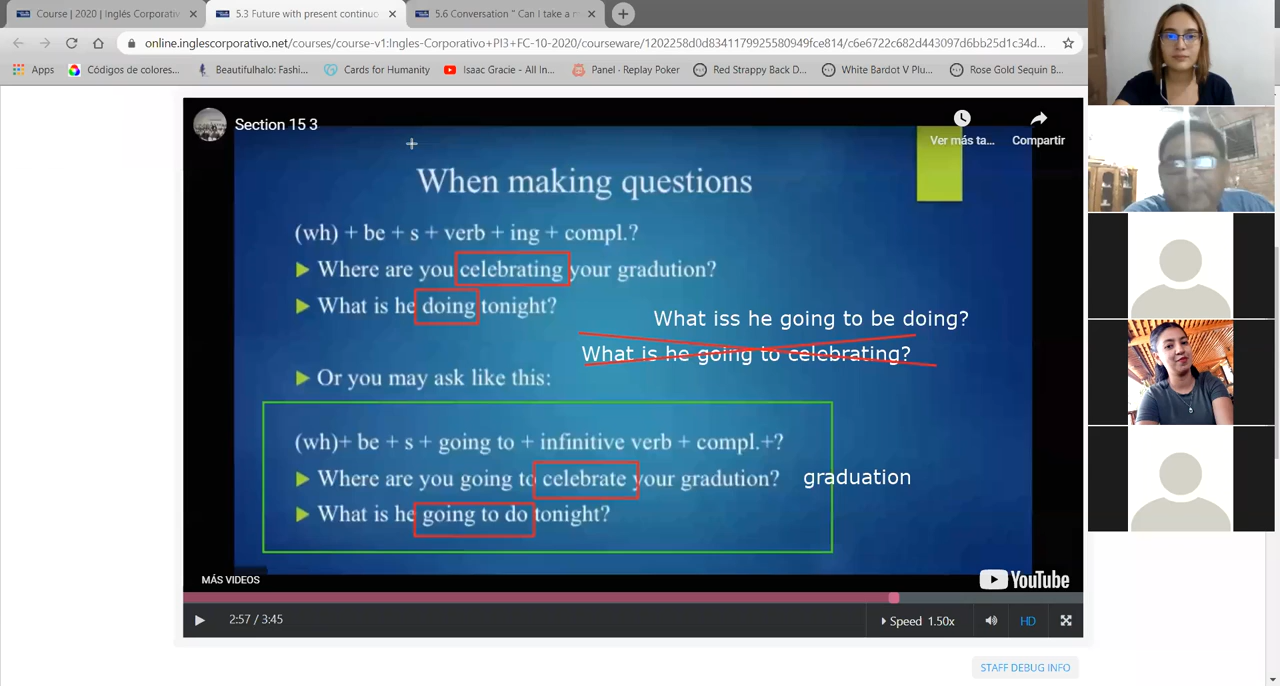 Course | 2020 | Inglés Corporativ
5.3 Future with present continuo
5.6 Conversation " Can I take a m
online.inglescorporativo.net/courses/course-v1:Ingles-Corporativo+PI3+FC-10-2020/courseware/1202258d0d8341179925580949fce814/c6e6722c682d443097d6bb25d1c34d...
Apps
Códigos de colores...
Beautifulhalo: Fashi...
Cards for Humanity
Isaac Gracie - All In...
Panel · Replay Poker
Red Strappy Back D...
White Bardot V Plu...
Rose Gold Sequin B...
Section 15 3
Ver más ta...
Compartir
When making questions
(wh) + be + s + verb + ing + compl.?
Where are you celebrating your gradution?
What is he doing tonight?
What iss he going to be doing?
What is he going to celebrating?
Or you may ask like this:
(wh)+ be + s + going to + infinitive verb + compl.+?
Where are you going to celebrate your gradution?
graduation
What is he going to do tonight?
MÁS VIDEOS
YouTube
2:57 / 3:45
Speed 1.50x
HD
STAFF DEBUG INFO